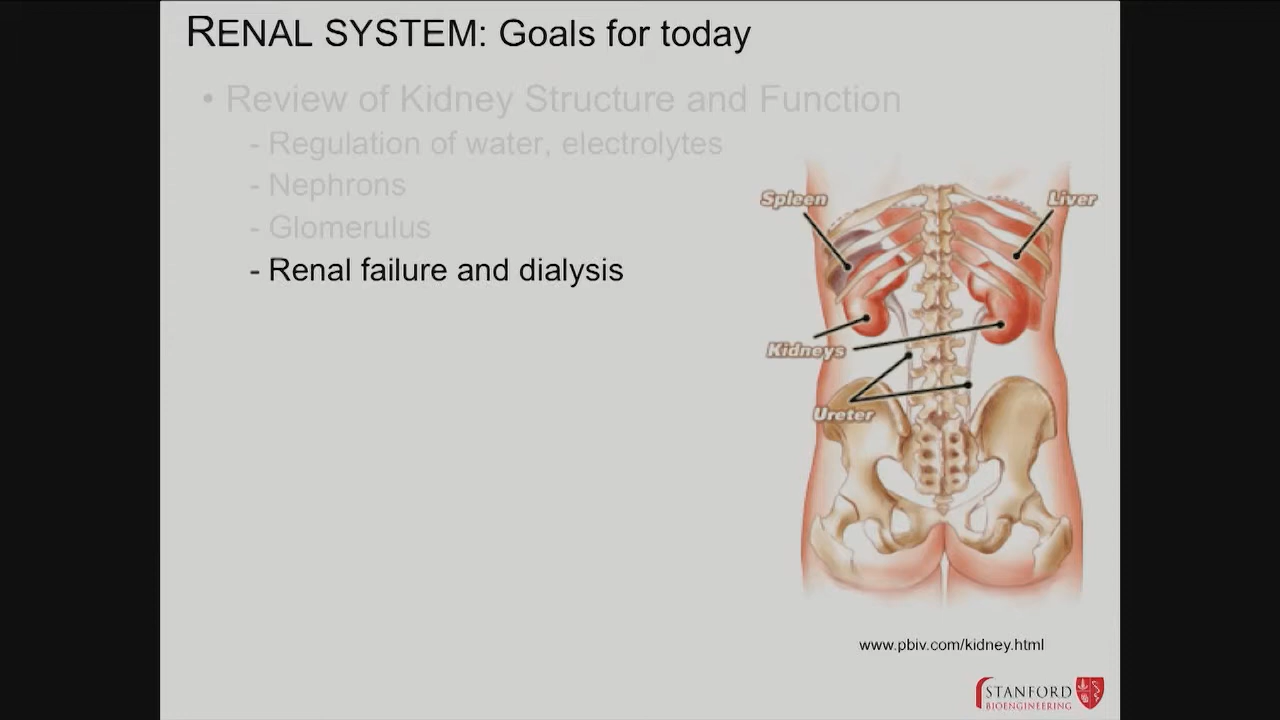 RENAL SYSTEM: Goals for today
• Review of Kidney Structure and Function
- Regulation of water, electrolytes
- Nephrons
- Glomerulus
- Renal failure and dialysis
Spleen
Liver
Kidneys
Ureter
www.pbiv.com/kidney.html
STANFORD
BIOENGINEERING